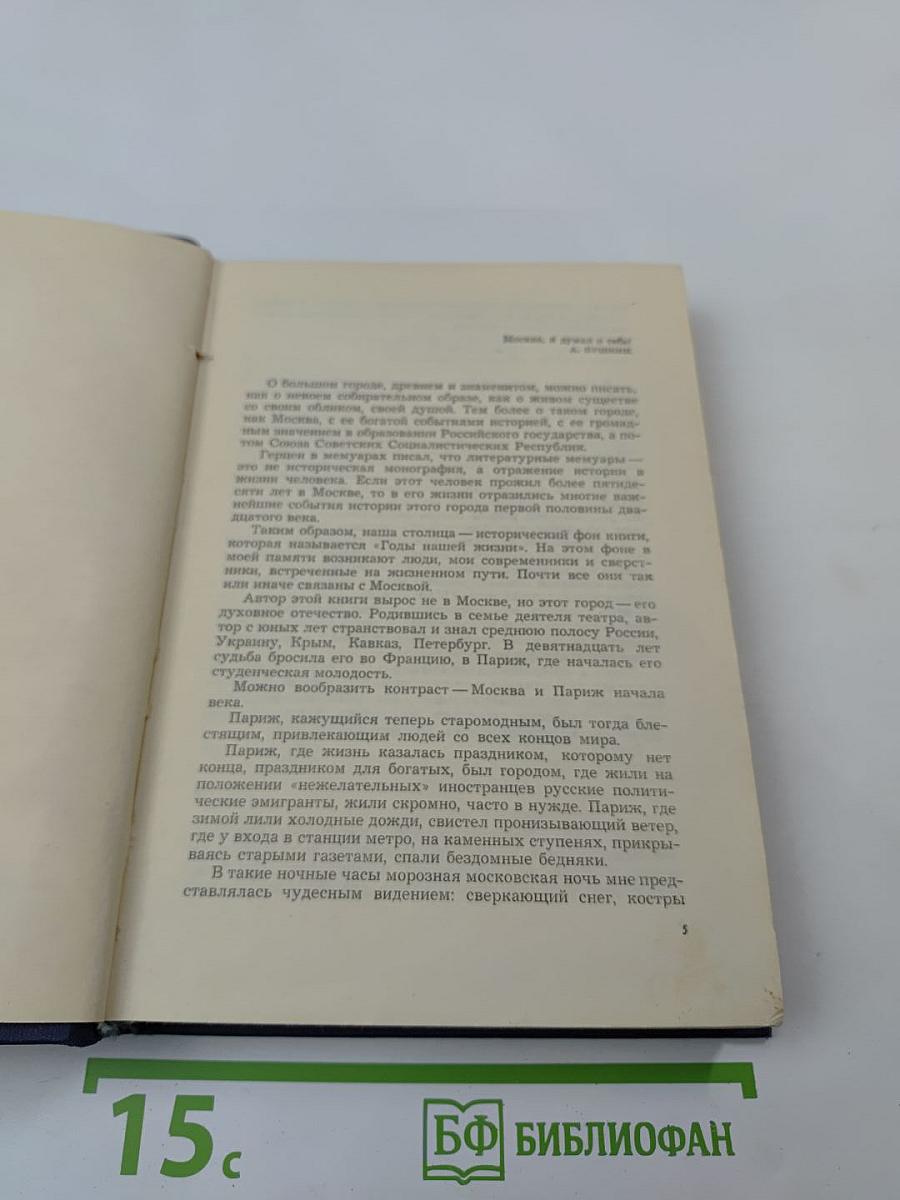 Москва, я думал о тебе!
А. ПУШКИН
О большом городе, древнем и знаменитом, можно писать,
как о некоем собирательном образе, как о живом существе
со своим обликом, своей душой. Тем более о таком городе,
как Москва, с ее богатой событиями историей, с ее громад-
ным значением в образовании Российского государства, а по-
том Союза Советских Социалистических Республик.
Герцен в мемуарах писал, что литературные мемуары —
это не историческая монография, а отражение истории в
жизни человека. Если этот человек прожил более пятиде-
сяти лет в Москве, то в его жизни отразились многие важ-
нейшие события истории этого города первой половины два-
дцатого века.
Таким образом, наша столица — исторический фон книги,
которая называется «Годы нашей жизни». На этом фоне в
моей памяти возникают люди, мои современники и сверст-
ники, встреченные на жизненном пути. Почти все они так
или иначе связаны с Москвой.
Автор этой книги вырос не в Москве, но этот город — его
духовное отечество. Родившись в семье деятеля театра, ав-
тор с юных лет странствовал и знал среднюю полосу России,
Украину, Крым, Кавказ, Петербург. В девятнадцать лет
судьба бросила его во Францию, в Париж, где началась его
студенческая молодость.
Можно вообразить контраст — Москва и Париж начала
века.
Париж, кажущийся теперь старомодным, был тогда бле-
стящим, привлекающим людей со всех концов мира.
Париж, где жизнь казалась праздником, которому нет
конца, праздником для богатых, был городом, где жили на
положении «нежелательных» иностранцев русские полити-
ческие эмигранты, жили скромно, часто в нужде. Париж, где
зимой лили холодные дожди, свистел пронизывающий ветер,
где у входа в станции метро, на каменных ступенях, прикры-
ваясь старыми газетами, спали бездомные бедняки.
В такие ночные часы морозная московская ночь мне пред-
ставлялась чудесным видением: сверкающий снег, костры
5
15 с
БФ БИБЛИОФАН